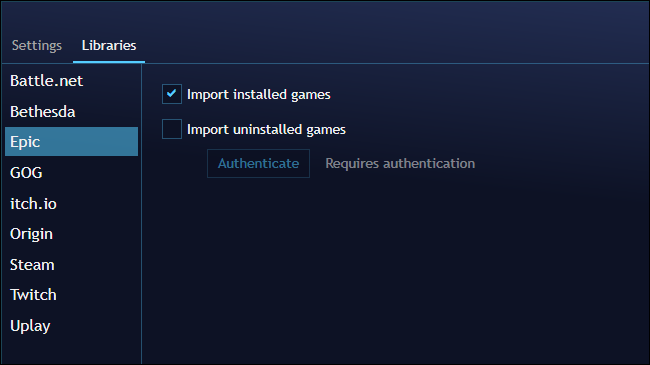 Settings Libraries
Battle.net
Bethesda
Epic
GOG
itch.io
Origin
Steam
Twitch
Uplay
Import installed games
Import uninstalled games
Authenticate Requires authentication